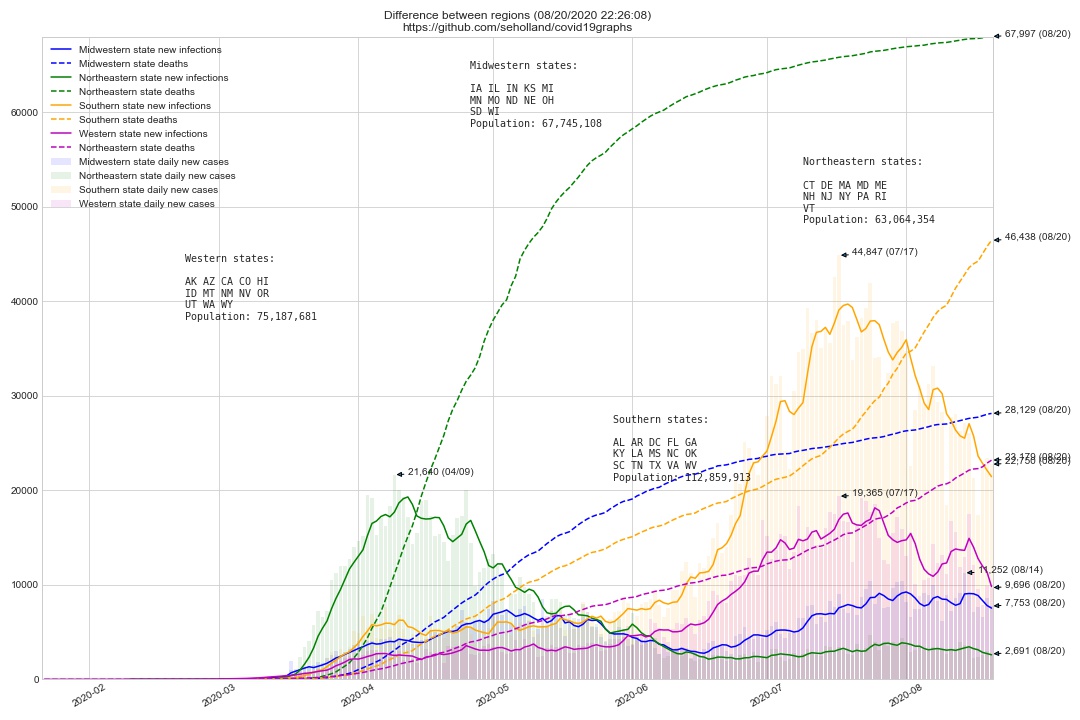 Difference between regions (08/20/2020 22:26:08)
https://github.com/seholland/covid19graphs
Midwestern state new infections
Midwestern state deaths
Northeastern state new infections
Northeastern state deaths
Southern state new infections
Southern state deaths
Western state new infections
Northeastern state deaths
Midwestern state daily new cases
Northeastern state daily new cases
Southern state daily new cases
Western state daily new cases
Midwestern states:
IA IL IN KS MI
MN MO ND NE OH
SD WI
Population: 67,745,108
Northeastern states:
CT DE MA MD ME
NH NJ NY PA RI
VT
Population: 63,064,354
Western states:
AK AZ CA CO HI
ID MT NM NV OR
UT WA WY
Population: 75,187,681
Southern states:
AL AR DC FL GA
KY LA MS NC OK
SC TN TX VA WV
Population: 112,859,913
67,997 (08/20)
46,438 (08/20)
44,847 (07/17)
28,129 (08/20)
(08/20)
(08/20)
21,640 (04/09)
19,365 (07/17)
11,252 (08/14)
9,696 (08/20)
7,753 (08/20)
2,691 (08/20)
60000
50000
40000
30000
20000
10000
0
2020-02
2020-03
2020-04
2020-05
2020-06
2020-07
2020-08